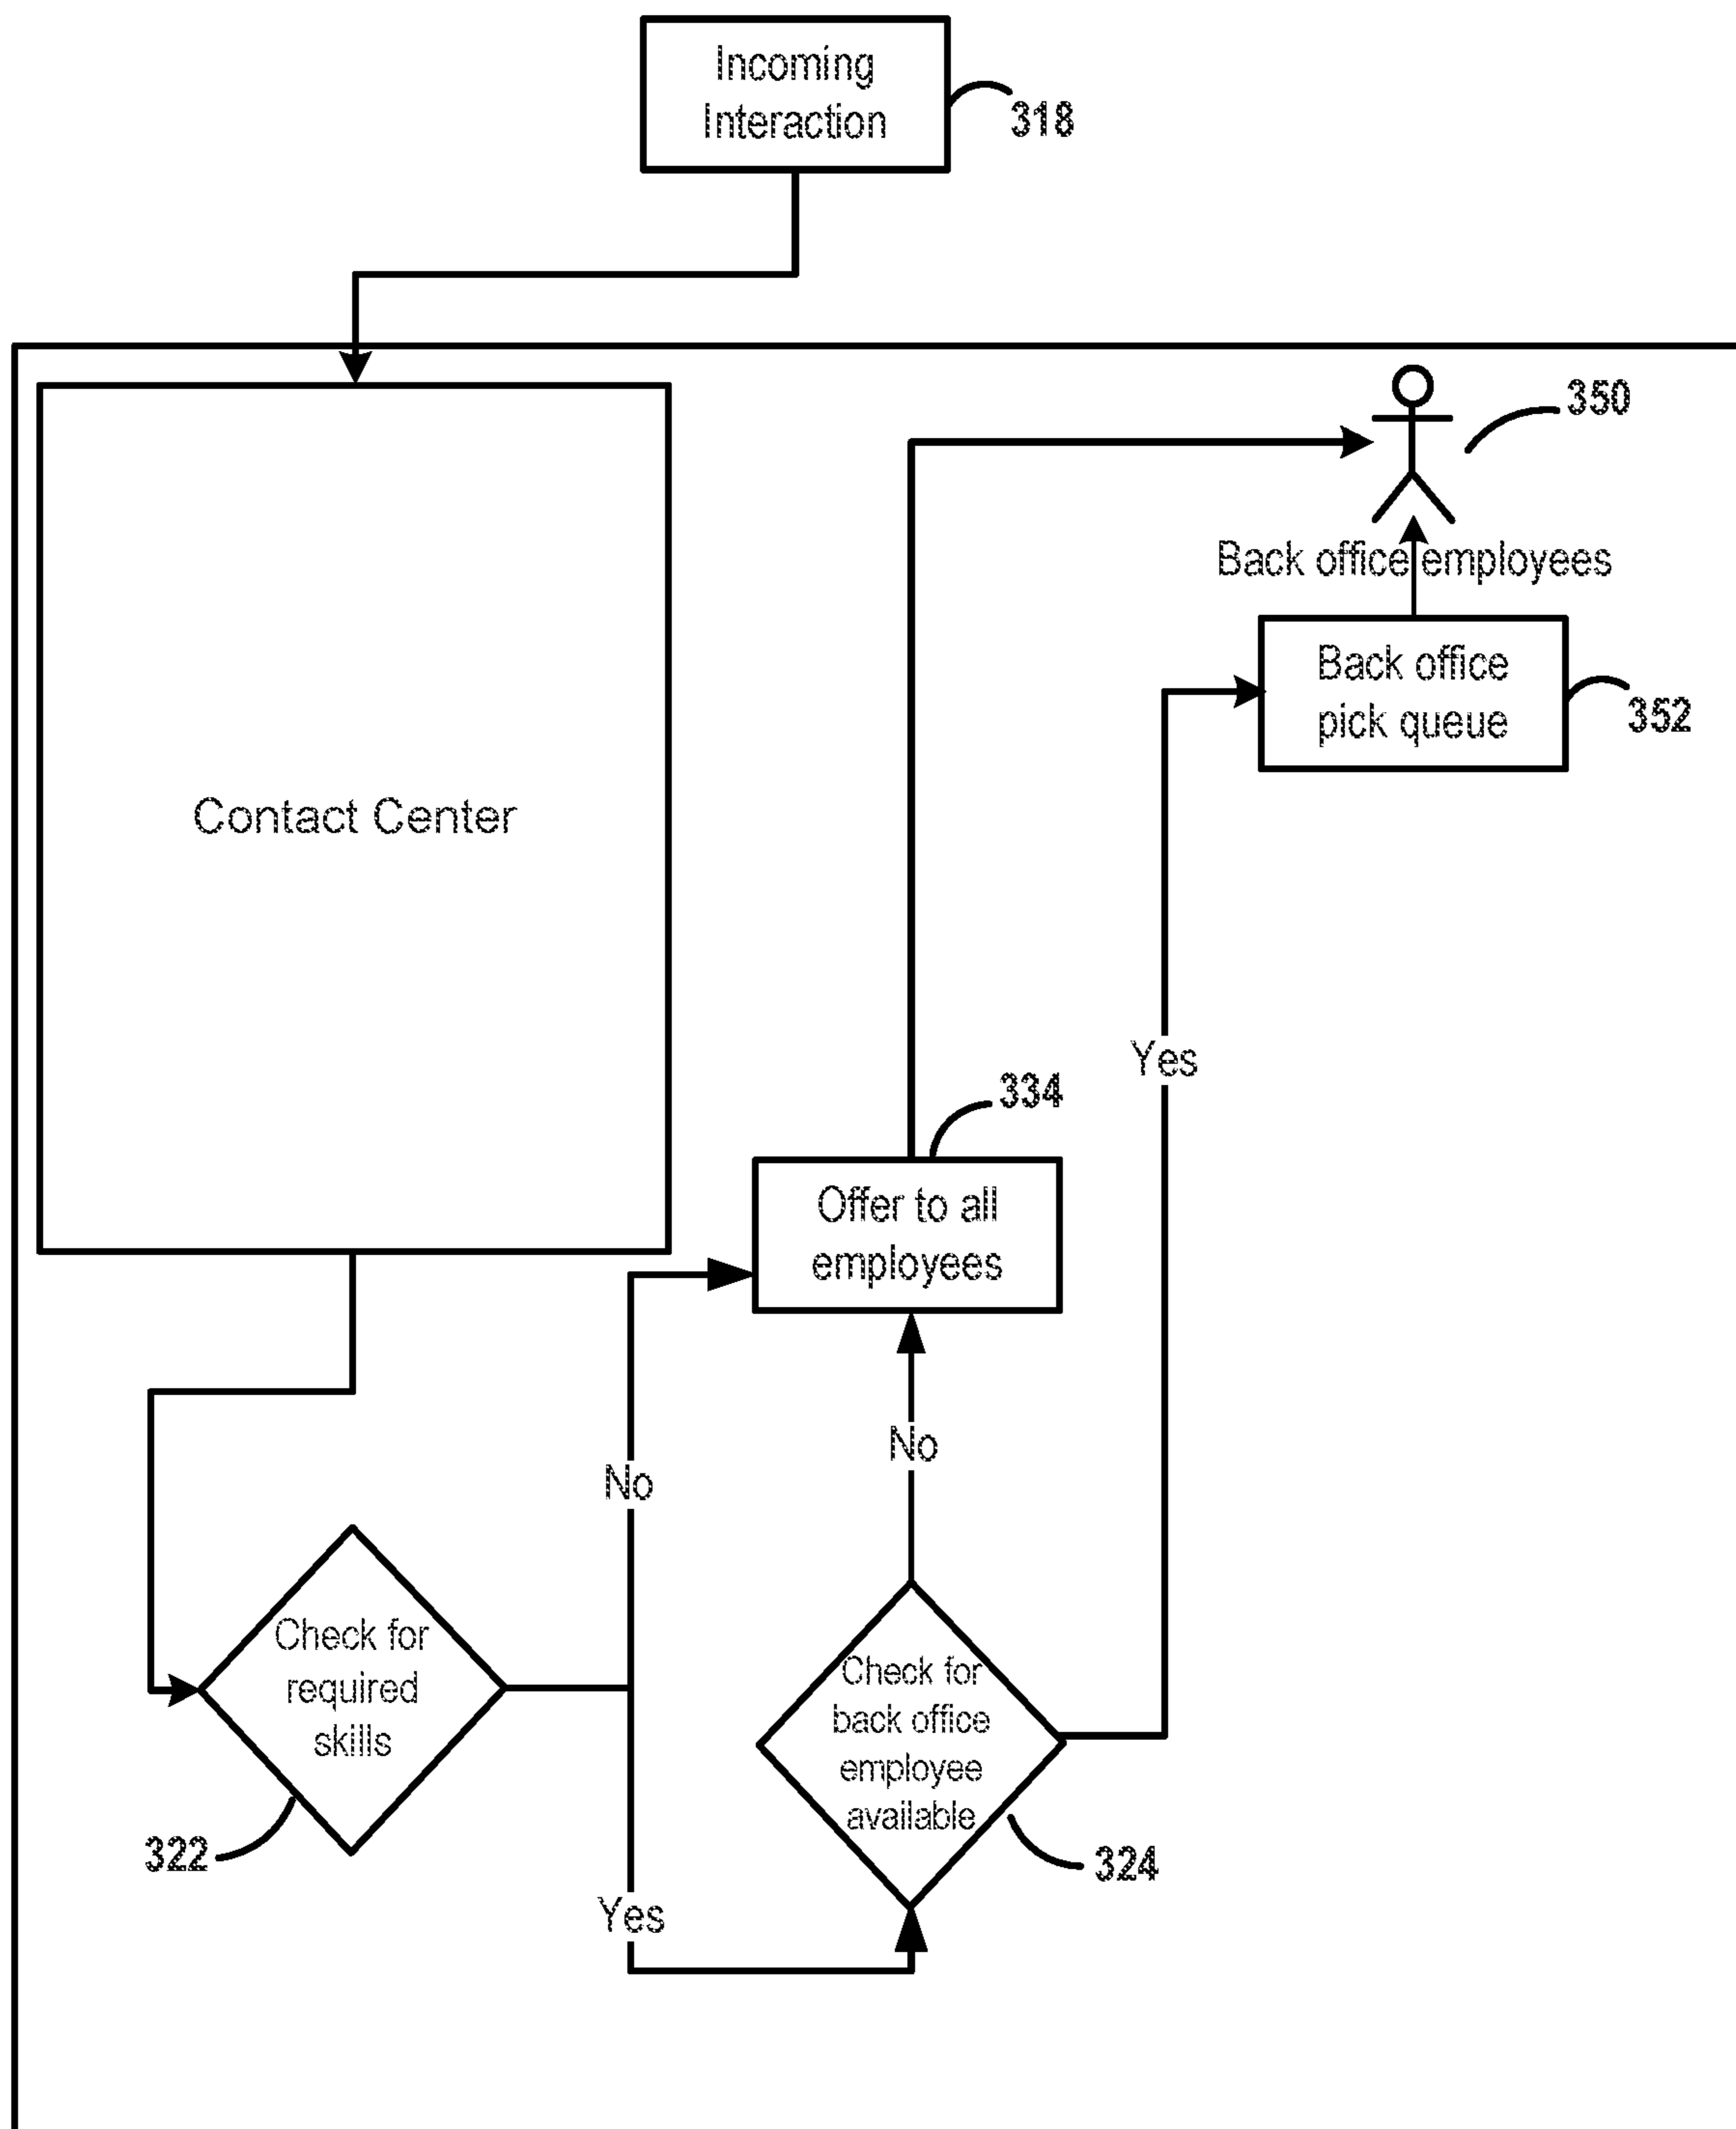 Incoming
Interaction
318
350
Back office employees
Back office
pick queue
352
Contact Center
Yes
334
Offer to all
employees
No
No
Check for
required
skills
322
Check for
back office
employee
available
324
Yes